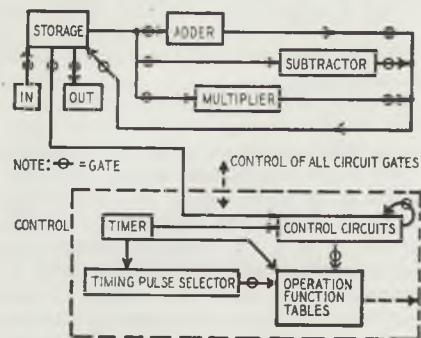 STORAGE
ADDER
SUBTRACTOR
MULTIPLIER
IN
OUT
NOTE: = GATE
CONTROL OF ALL CIRCUIT GATES
CONTROL
TIMER
CONTROL CIRCUITS
TIMING PULSE SELECTOR
OPERATION
FUNCTION
TABLES